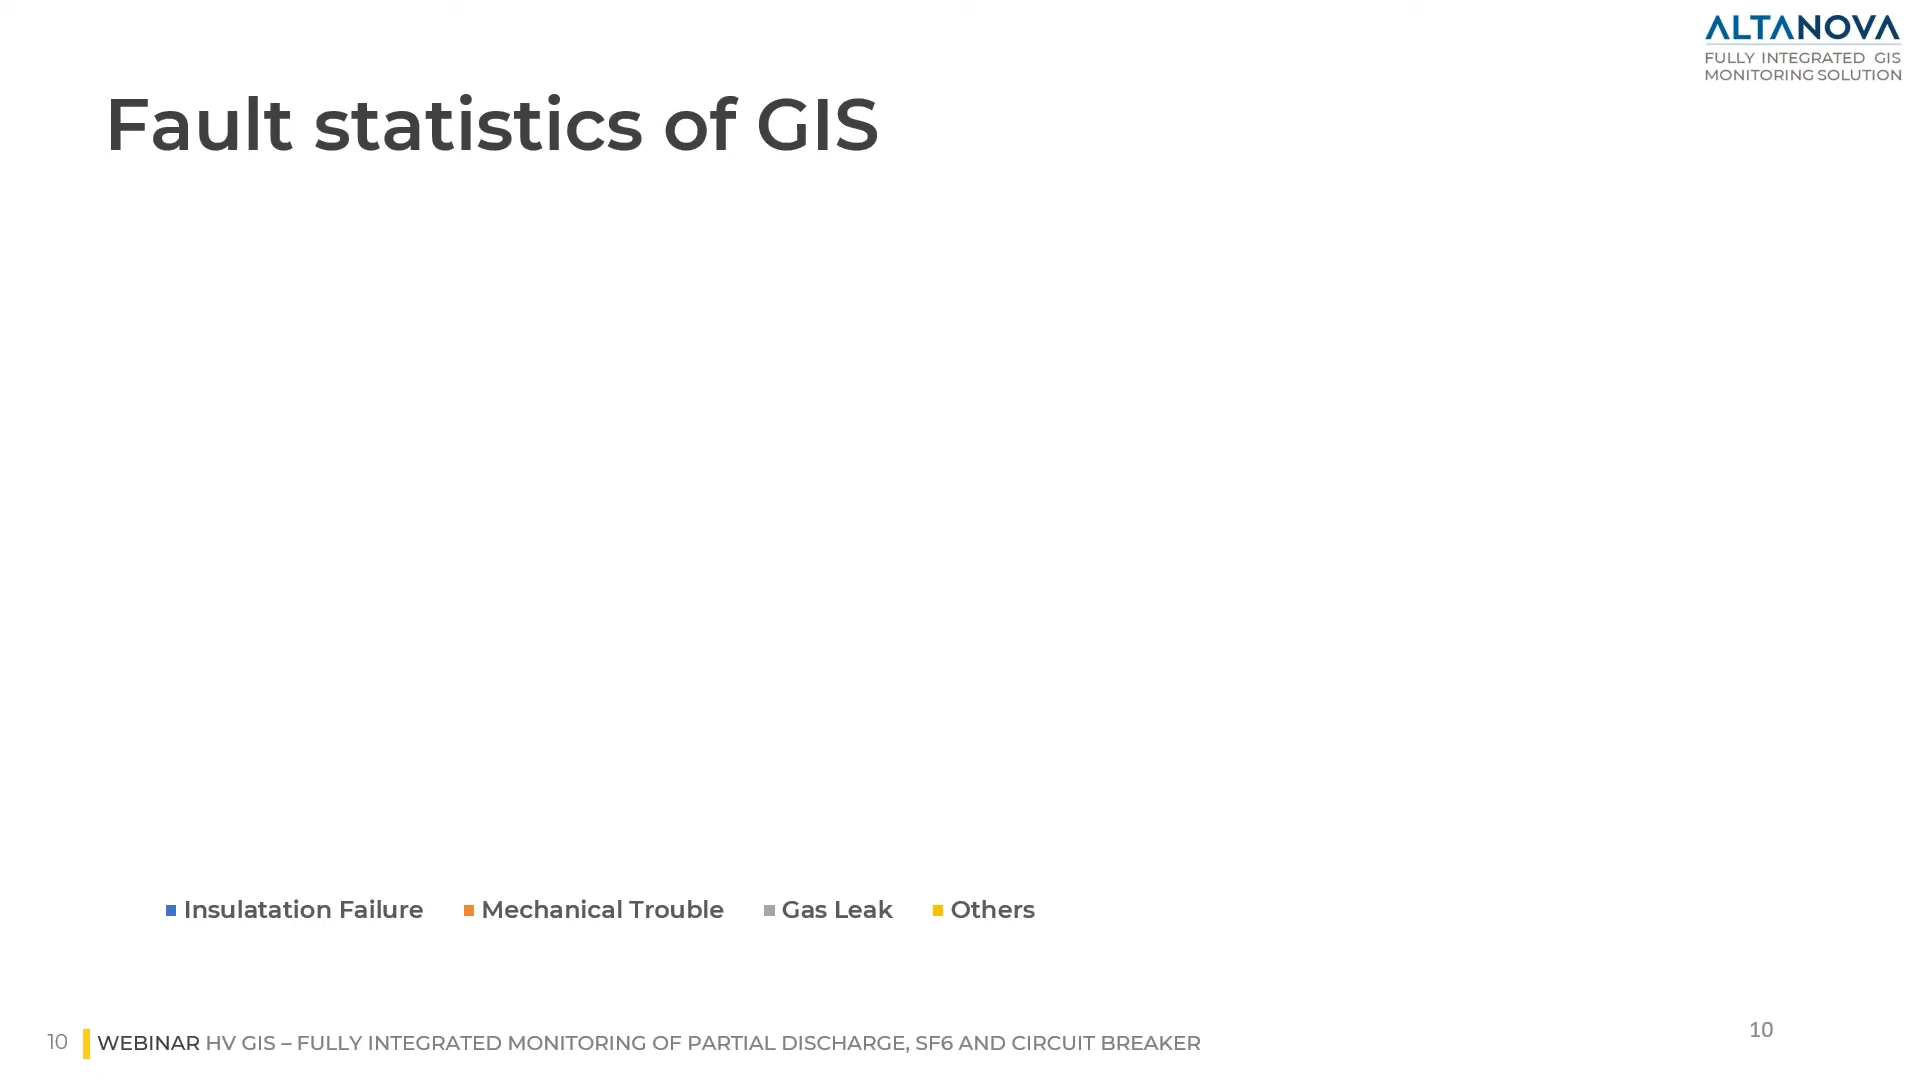 ALTANOVA
FULLY INTEGRATED GIS
MONITORING SOLUTION
Fault statistics of GIS
Insulatation Failure Mechanical Trouble Gas Leak Others
10 WEBINAR HV GIS – FULLY INTEGRATED MONITORING OF PARTIAL DISCHARGE, SF6 AND CIRCUIT BREAKER
10